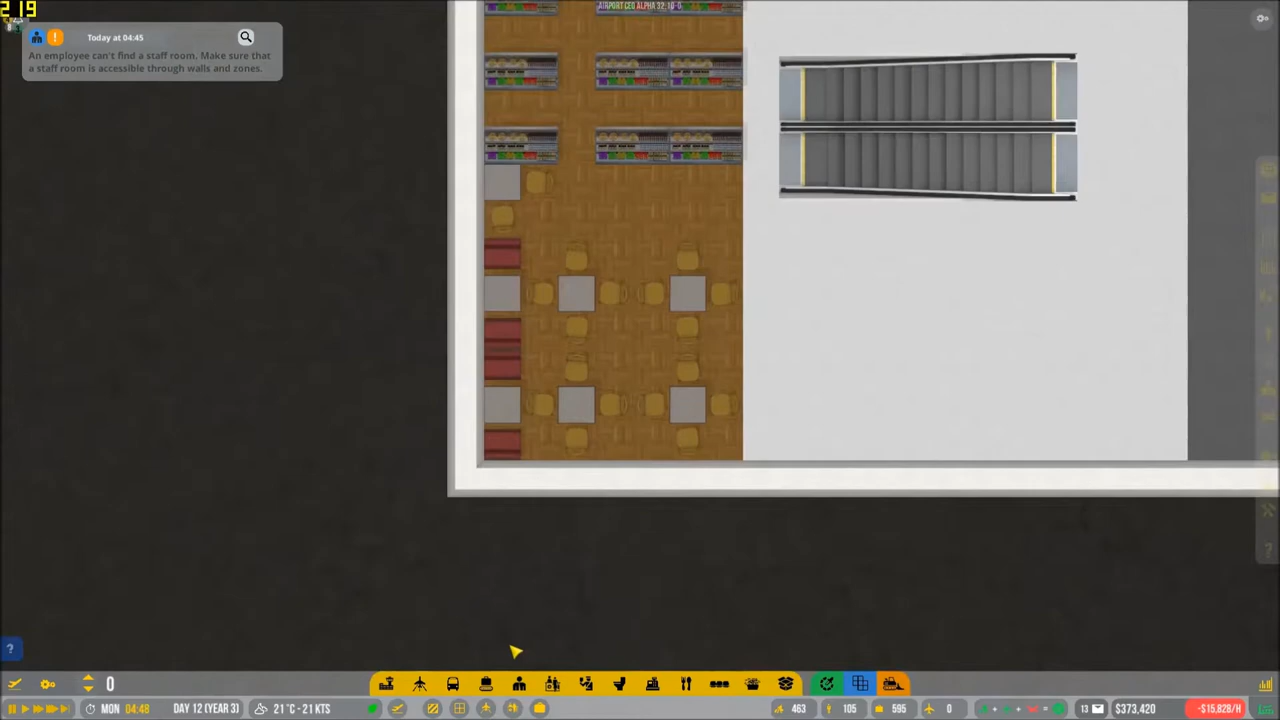 2 19
AIRPORT CEO ALPHA 32.10-6
Today at 04:45
An employee can't find a staff room. Make sure that
a staff room is accessible through walls and zones.
?
0
MON 04:48 DAY 12 (YEAR 3) 21 °C - 21 KTS 463 105 595 0 13 $373,420 -$15,828/H